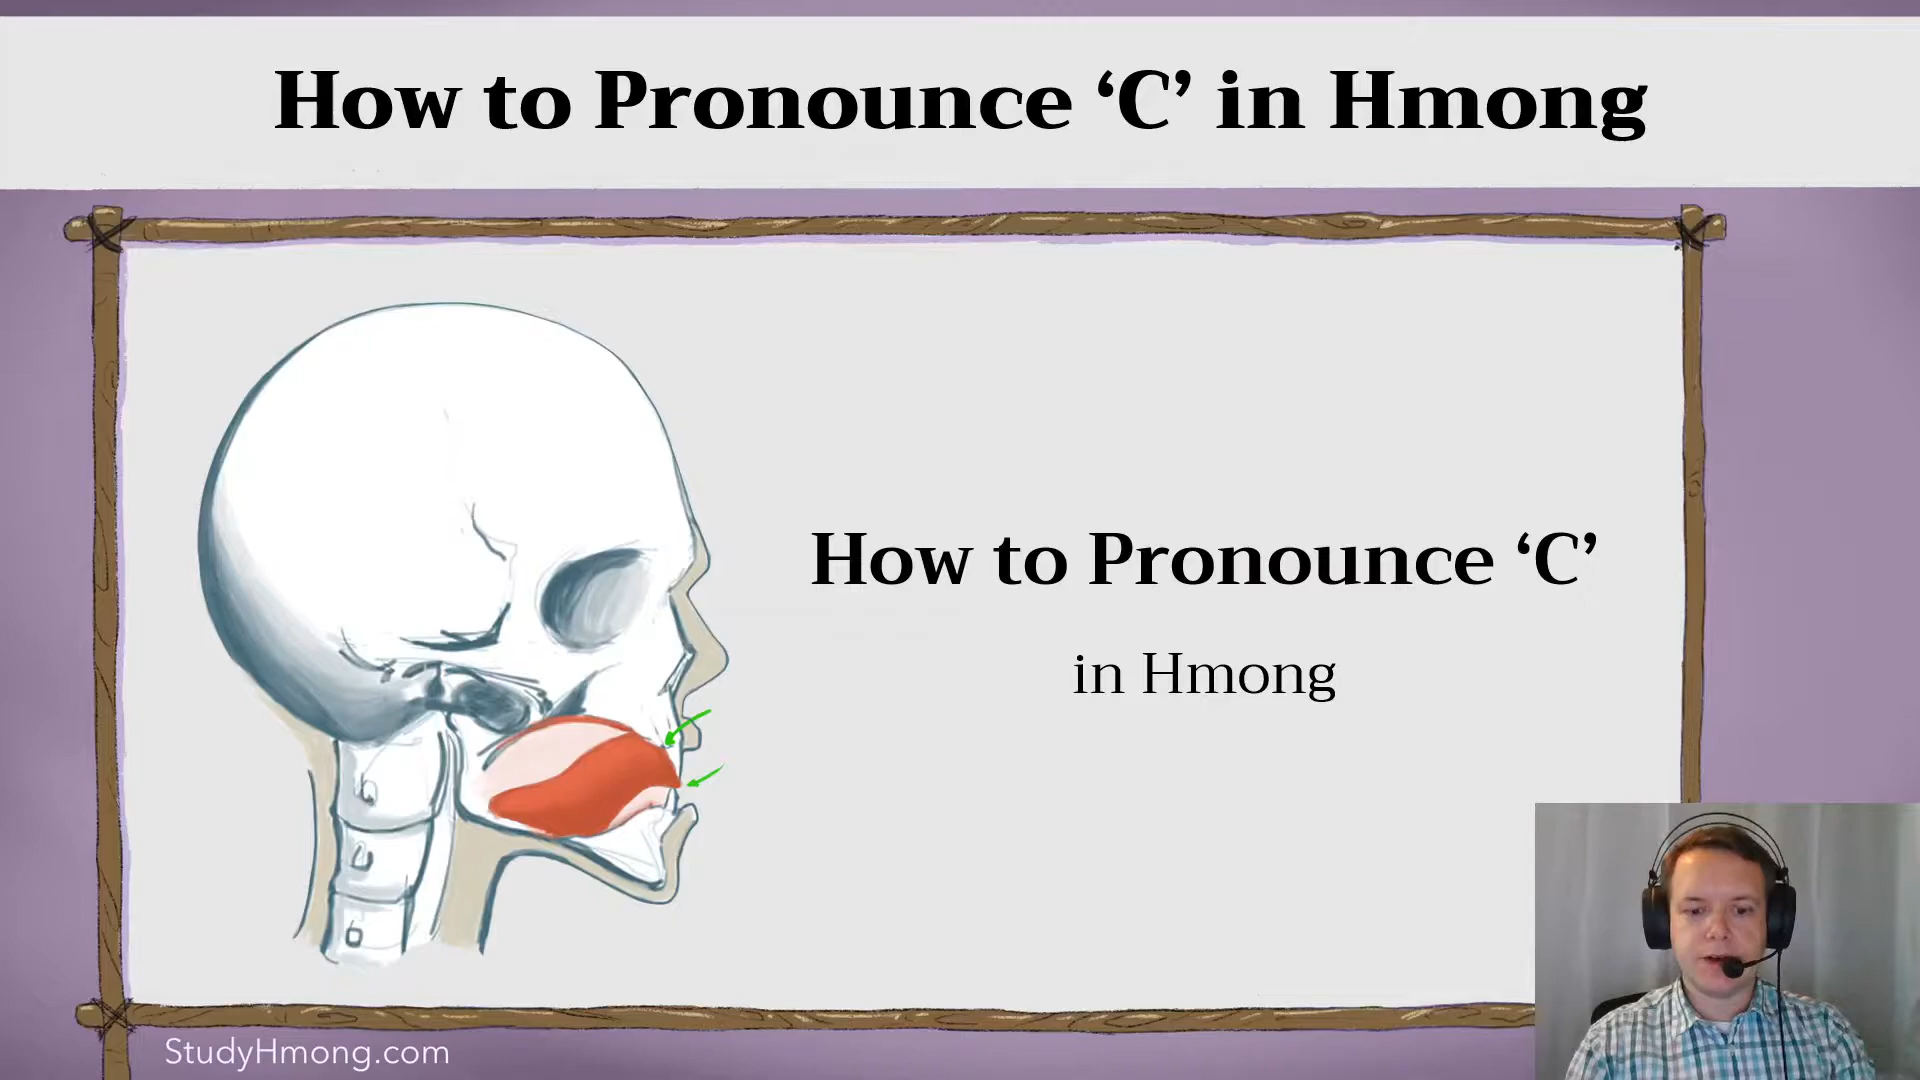 How to Pronounce ‘C’ in Hmong
How to Pronounce ‘C’
in Hmong
StudyHmong.com